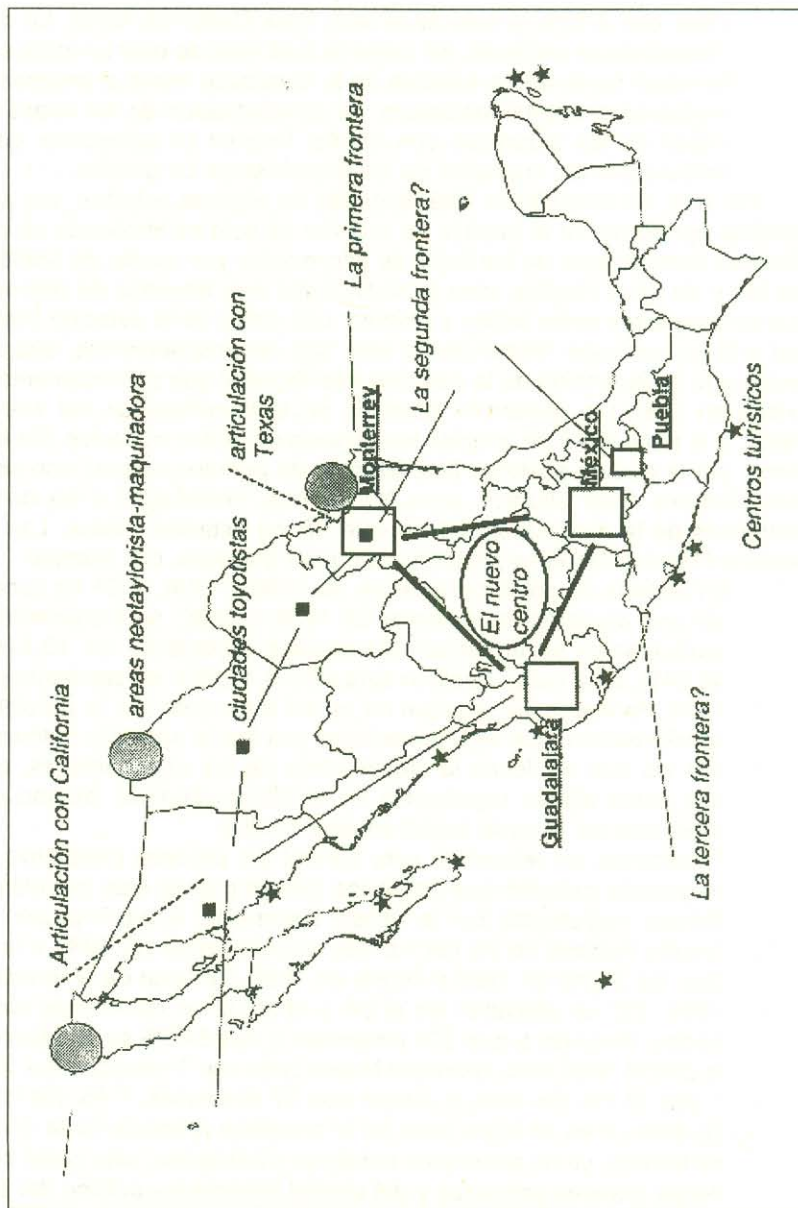 Articulación con California
areas neotaylorista-maquiladora
ciudades toyotistas
articulación con
Texas
La primera frontera
Monterrey
La segunda frontera?
El nuevo
centro
México
Puebla
Guadalajara
Centros turísticos
La tercera frontera?